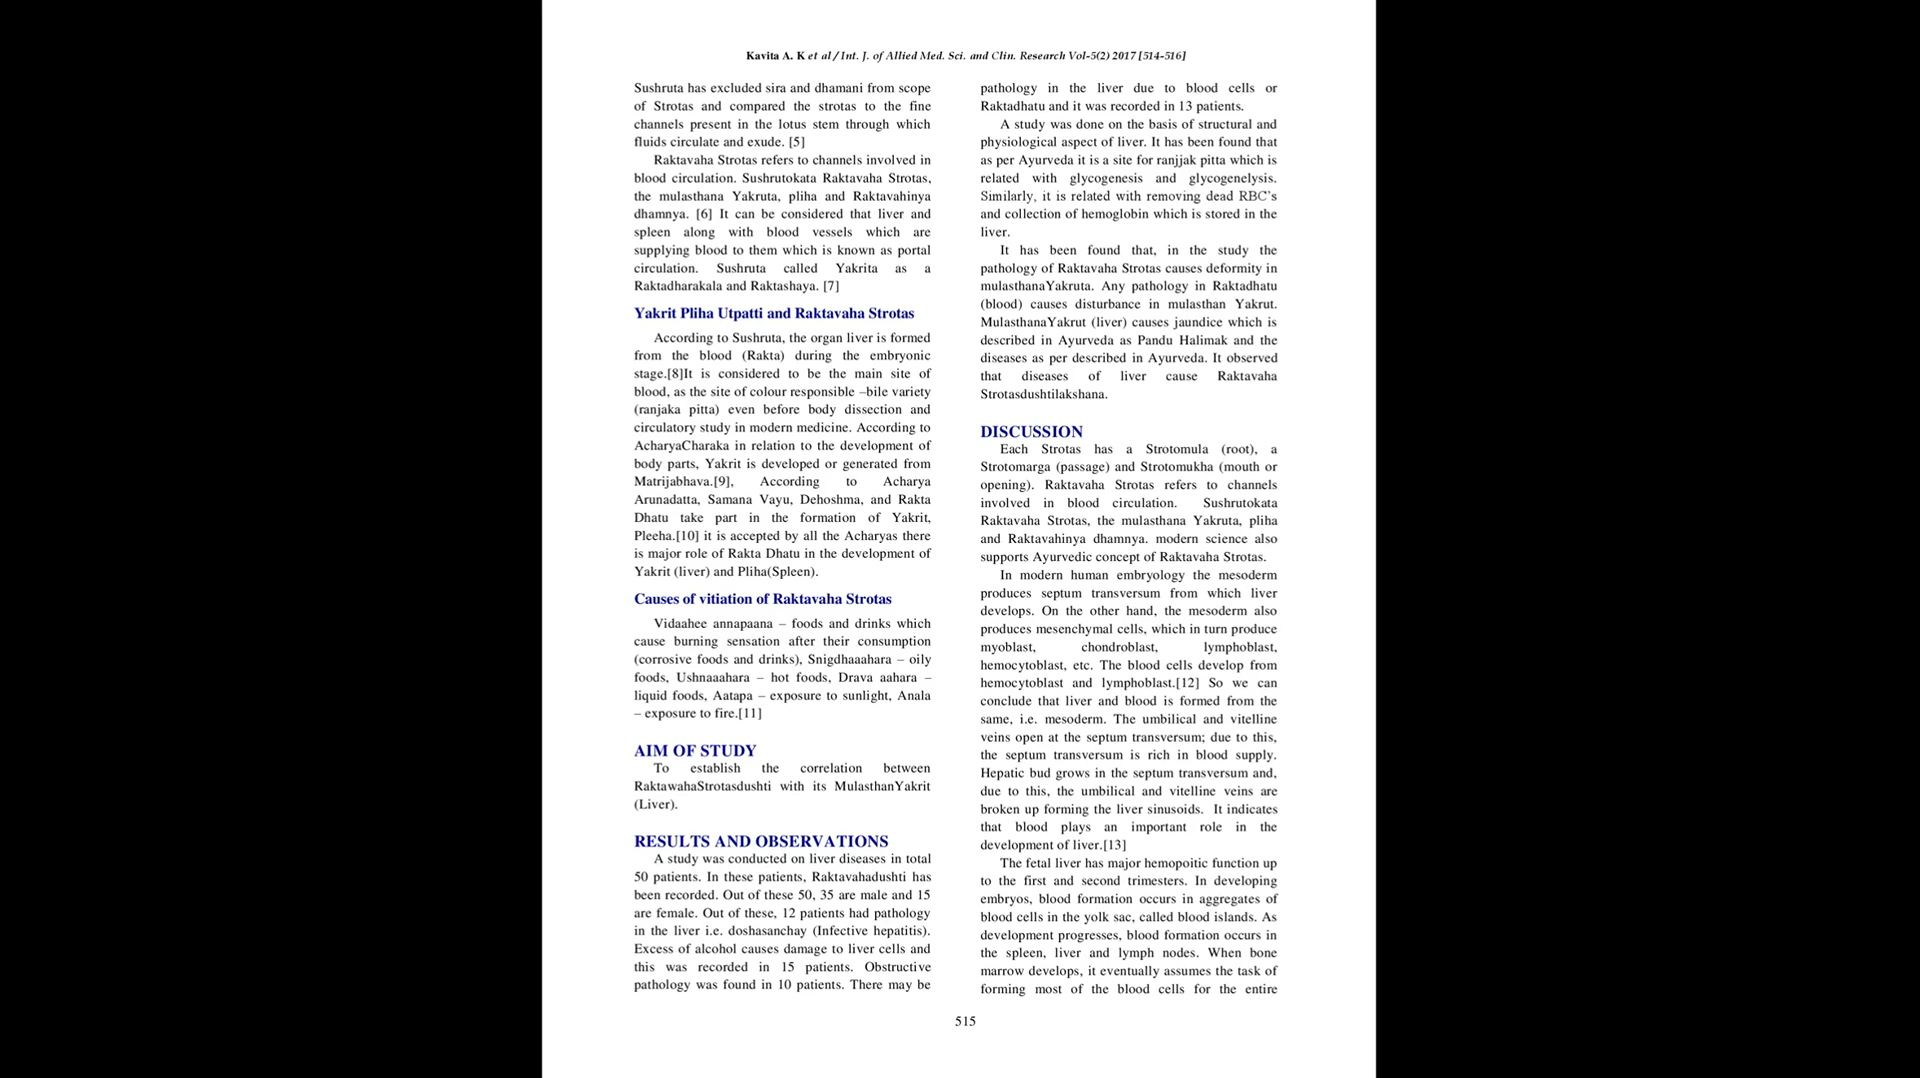 Kavita A. K et al / Int. J. of Allied Med. Sci. and Clin. Research Vol-5(2) 2017 [514-516]
Sushruta has excluded sira and dhamani from scope
of Strotas and compared the strotas to the fine
channels present in the lotus stem through which
fluids circulate and exude. [5]
Raktavaha Strotas refers to channels involved in
blood circulation. Sushrutokata Raktavaha Strotas,
the mulasthana Yakruta, pliha and Raktavahinya
dhamnya. [6] It can be considered that liver and
spleen along with blood vessels which are
supplying blood to them which is known as portal
circulation. Sushruta called Yakrita as a
Raktadharakala and Raktashaya. [7]
Yakrit Pliha Utpatti and Raktavaha Strotas
According to Sushruta, the organ liver is formed
from the blood (Rakta) during the embryonic
stage.[8]It is considered to be the main site of
blood, as the site of colour responsible –bile variety
(ranjaka pitta) even before body dissection and
circulatory study in modern medicine. According to
AcharyaCharaka in relation to the development of
body parts, Yakrit is developed or generated from
Matrijabhava.[9], According to Acharya
Arunadatta, Samana Vayu, Dehoshma, and Rakta
Dhatu take part in the formation of Yakrit,
Pleeha.[10] it is accepted by all the Acharyas there
is major role of Rakta Dhatu in the development of
Yakrit (liver) and Pliha(Spleen).
Causes of vitiation of Raktavaha Strotas
Vidaahee annapaana – foods and drinks which
cause burning sensation after their consumption
(corrosive foods and drinks), Snigdhaaahara – oily
foods, Ushnaaahara – hot foods, Drava aahara –
liquid foods, Aatapa – exposure to sunlight, Anala
– exposure to fire.[11]
AIM OF STUDY
To establish the correlation between
RaktawahaStrotasdushti with its MulasthanYakrit
(Liver).
RESULTS AND OBSERVATIONS
A study was conducted on liver diseases in total
50 patients. In these patients, Raktavahadushti has
been recorded. Out of these 50, 35 are male and 15
are female. Out of these, 12 patients had pathology
in the liver i.e. doshasanchay (Infective hepatitis).
Excess of alcohol causes damage to liver cells and
this was recorded in 15 patients. Obstructive
pathology was found in 10 patients. There may be
pathology in the liver due to blood cells or
Raktadhatu and it was recorded in 13 patients.
A study was done on the basis of structural and
physiological aspect of liver. It has been found that
as per Ayurveda it is a site for ranjjak pitta which is
related with glycogenesis and glycogenelysis.
Similarly, it is related with removing dead RBC's
and collection of hemoglobin which is stored in the
liver.
It has been found that, in the study the
pathology of Raktavaha Strotas causes deformity in
mulasthanaYakruta. Any pathology in Raktadhatu
(blood) causes disturbance in mulasthan Yakrut.
MulasthanaYakrut (liver) causes jaundice which is
described in Ayurveda as Pandu Halimak and the
diseases as per described in Ayurveda. It observed
that diseases of liver cause Raktavaha
Strotasdushtilakshana.
DISCUSSION
Each Strotas has a Strotomula (root), a
Strotomarga (passage) and Strotomukha (mouth or
opening). Raktavaha Strotas refers to channels
involved in blood circulation. Sushrutokata
Raktavaha Strotas, the mulasthana Yakruta, pliha
and Raktavahinya dhamnya. modern science also
supports Ayurvedic concept of Raktavaha Strotas.
In modern human embryology the mesoderm
produces septum transversum from which liver
develops. On the other hand, the mesoderm also
produces mesenchymal cells, which in turn produce
myoblast, chondroblast, lymphoblast,
hemocytoblast, etc. The blood cells develop from
hemocytoblast and lymphoblast.[12] So we can
conclude that liver and blood is formed from the
same, i.e. mesoderm. The umbilical and vitelline
veins open at the septum transversum; due to this,
the septum transversum is rich in blood supply.
Hepatic bud grows in the septum transversum and,
due to this, the umbilical and vitelline veins are
broken up forming the liver sinusoids. It indicates
that blood plays an important role in the
development of liver.[13]
The fetal liver has major hemopoitic function up
to the first and second trimesters. In developing
embryos, blood formation occurs in aggregates of
blood cells in the yolk sac, called blood islands. As
development progresses, blood formation occurs in
the spleen, liver and lymph nodes. When bone
marrow develops, it eventually assumes the task of
forming most of the blood cells for the entire
515